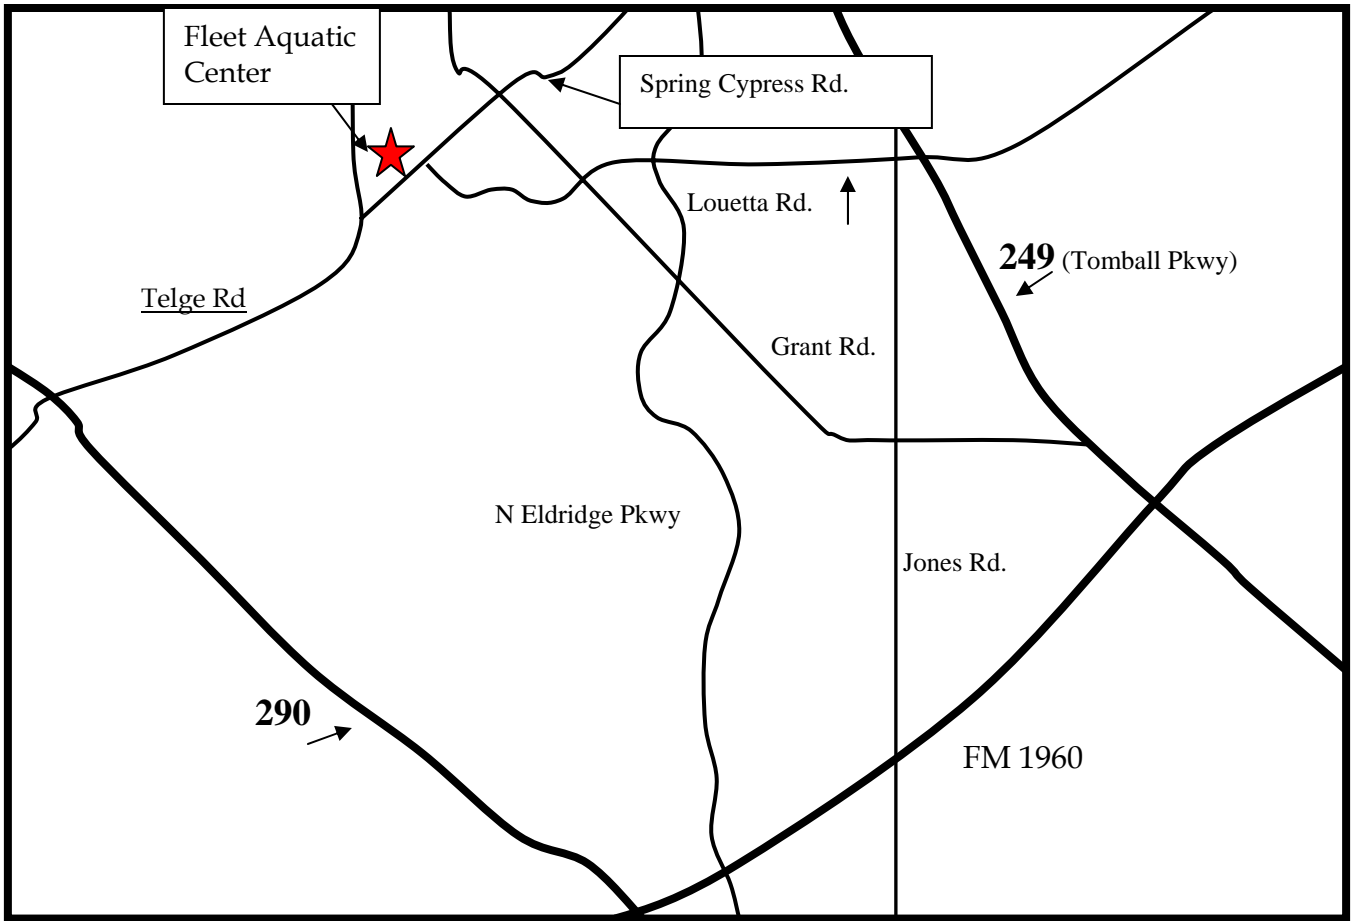 Fleet Aquatic
Center
Spring Cypress Rd.
Louetta Rd.
249 (Tomball Pkwy)
Telge Rd
Grant Rd.
N Eldridge Pkwy
Jones Rd.
290
FM 1960